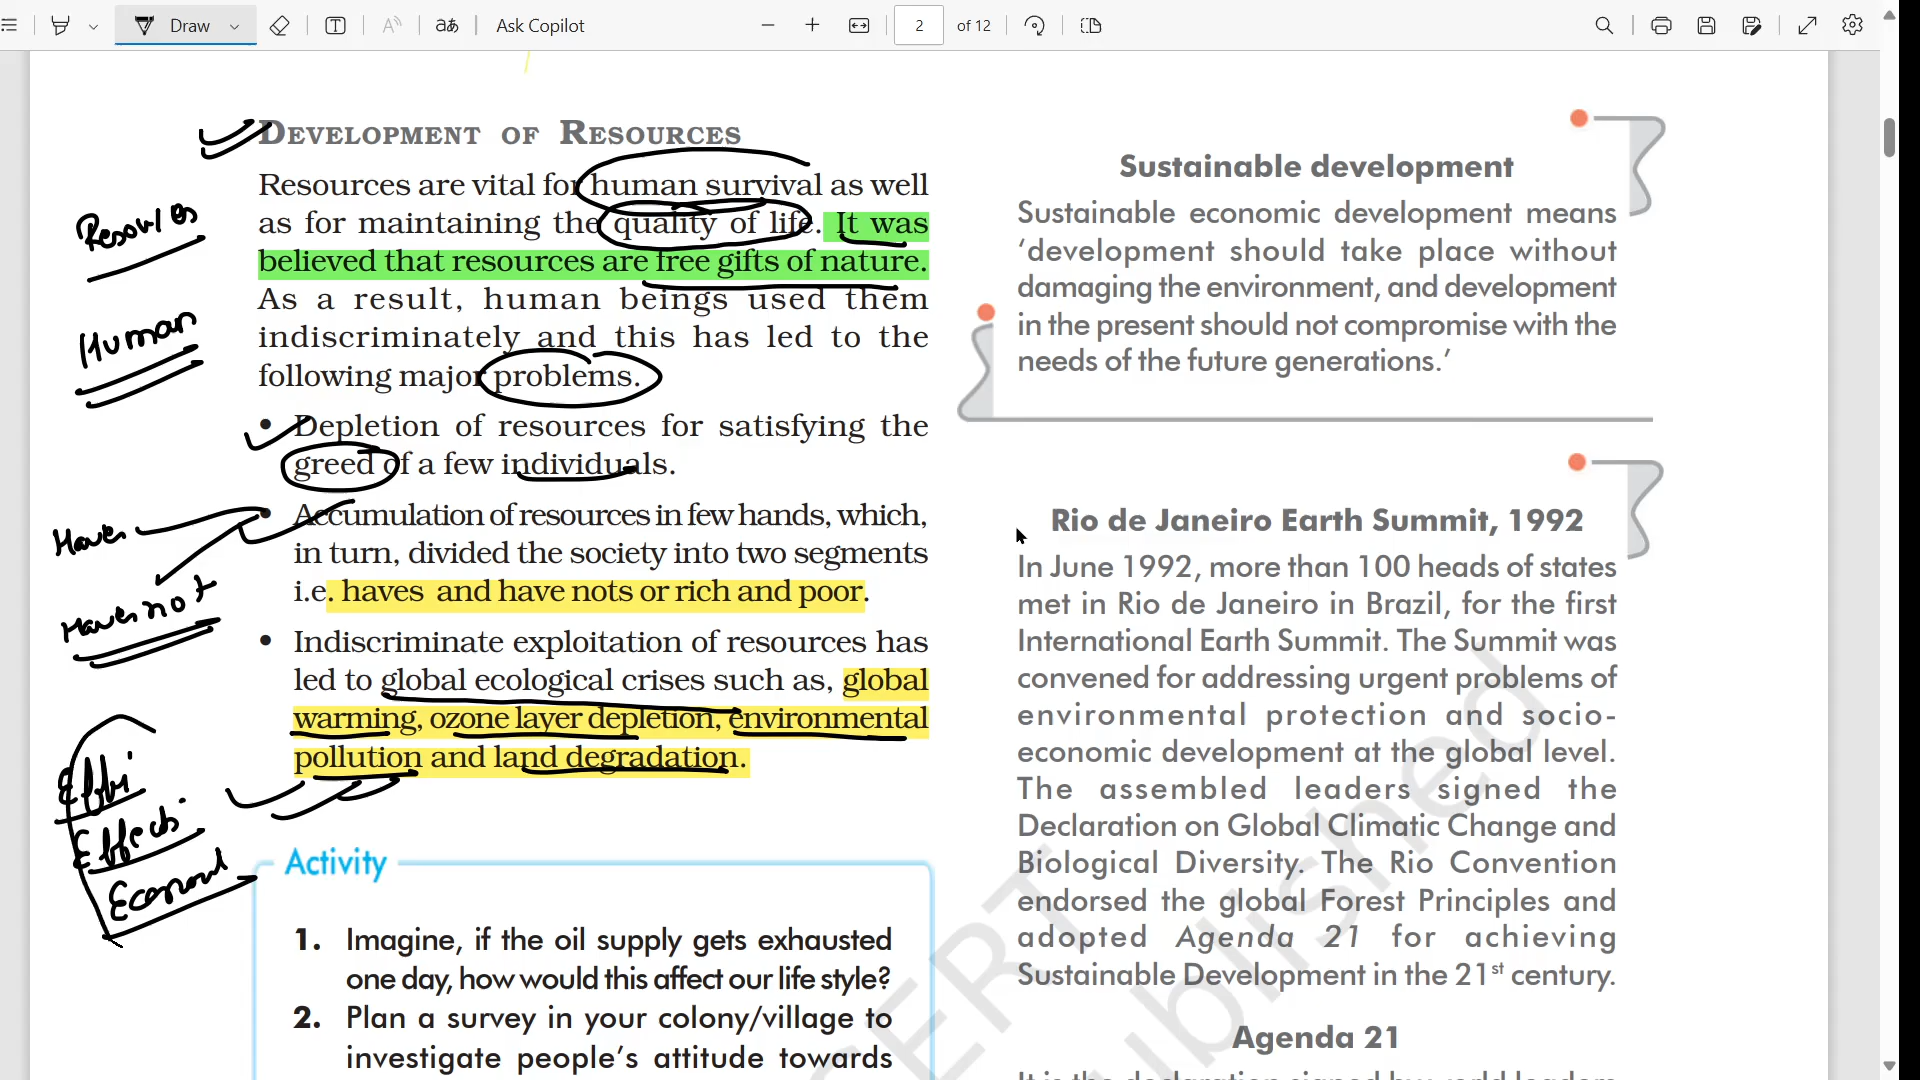 Draw
Ask Copilot
2
of 12
DEVELOPMENT OF RESOURCES
Resources are vital for human survival as well
as for maintaining the quality of life. It was
believed that resources are free gifts of nature.
As a result, human beings used them
indiscriminately and this has led to the
following major problems.
• Depletion of resources for satisfying the
greed of a few individuals.
• Accumulation of resources in few hands, which,
in turn, divided the society into two segments
i.e. haves and have nots or rich and poor.
• Indiscriminate exploitation of resources has
led to global ecological crises such as, global
warming, ozone layer depletion, environmental
pollution and land degradation.
Human
Haves
Haves not
Activity
1. Imagine, if the oil supply gets exhausted
one day, how would this affect our life style?
2. Plan a survey in your colony/village to
investigate people's attitude towards
Sustainable development
Sustainable economic development means
'development should take place without
damaging the environment, and development
in the present should not compromise with the
needs of the future generations.'
Rio de Janeiro Earth Summit, 1992
In June 1992, more than 100 heads of states
met in Rio de Janeiro in Brazil, for the first
International Earth Summit. The Summit was
convened for addressing urgent problems of
environmental protection and socio-
economic development at the global level.
The assembled leaders signed the
Declaration on Global Climatic Change and
Biological Diversity. The Rio Convention
endorsed the global Forest Principles and
adopted Agenda 21 for achieving
Sustainable Development in the 21st century.
Agenda 21